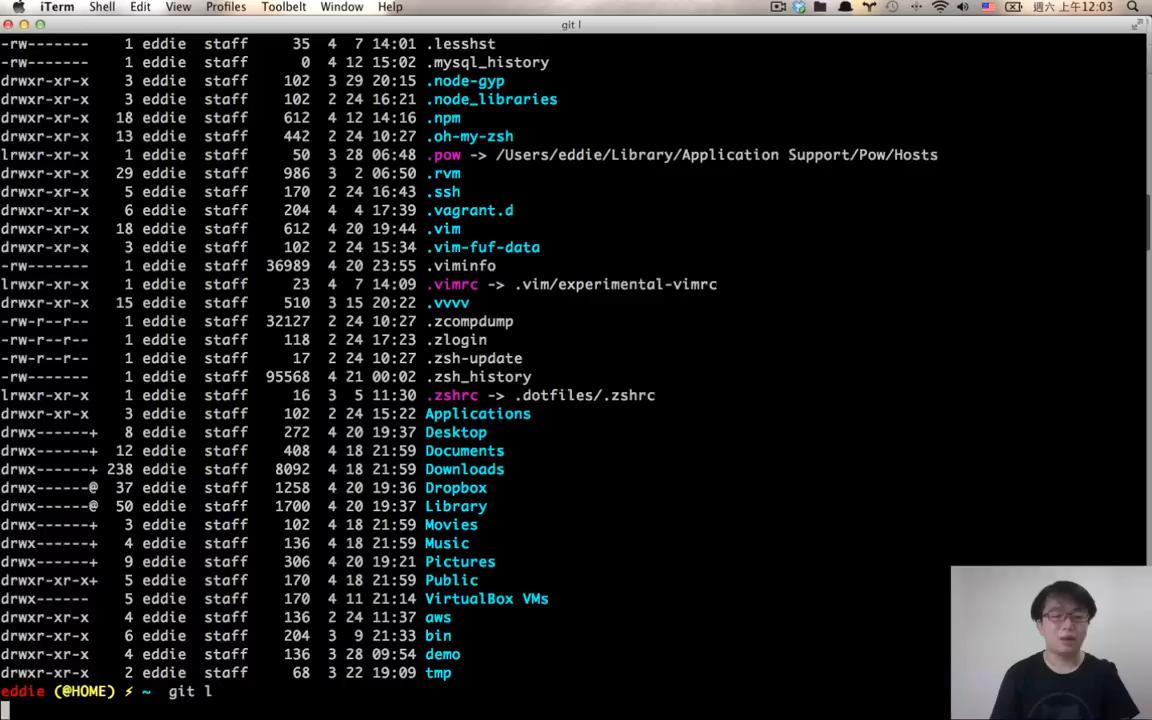 iTerm Shell Edit View Profiles Toolbelt Window Help 週六 上午12:03
git l
-rw------- 1 eddie staff 35 4 7 14:01 .lesshst
-rw------- 1 eddie staff 0 4 12 15:02 .mysql_history
drwxr-xr-x 3 eddie staff 102 3 29 20:15 .node-gyp
drwxr-xr-x 3 eddie staff 102 2 24 16:21 .node_libraries
drwxr-xr-x 18 eddie staff 612 4 12 14:16 .npm
drwxr-xr-x 13 eddie staff 442 2 24 10:27 .oh-my-zsh
lrwxr-xr-x 1 eddie staff 50 3 28 06:48 .pow -> /Users/eddie/Library/Application Support/Pow/Hosts
drwxr-xr-x 29 eddie staff 986 3 2 06:50 .rvm
drwxr-xr-x 5 eddie staff 170 2 24 16:43 .ssh
drwxr-xr-x 6 eddie staff 204 4 4 17:39 .vagrant.d
drwxr-xr-x 18 eddie staff 612 4 20 19:44 .vim
drwxr-xr-x 3 eddie staff 102 2 24 15:34 .vim-fuf-data
-rw------- 1 eddie staff 36989 4 20 23:55 .viminfo
lrwxr-xr-x 1 eddie staff 23 4 7 14:09 .vimrc -> .vim/experimental-vimrc
drwxr-xr-x 15 eddie staff 510 3 15 20:22 .vvvv
-rw-r--r-- 1 eddie staff 32127 2 24 10:27 .zcompdump
-rw-r--r-- 1 eddie staff 118 2 24 17:23 .zlogin
-rw-r--r-- 1 eddie staff 17 2 24 10:27 .zsh-update
-rw------- 1 eddie staff 95568 4 21 00:02 .zsh_history
lrwxr-xr-x 1 eddie staff 16 3 5 11:30 .zshrc -> .dotfiles/.zshrc
drwxr-xr-x 3 eddie staff 102 2 24 15:22 Applications
drwx------+ 8 eddie staff 272 4 20 19:37 Desktop
drwx------+ 12 eddie staff 408 4 18 21:59 Documents
drwx------+ 238 eddie staff 8092 4 18 21:59 Downloads
drwx------@ 37 eddie staff 1258 4 20 19:36 Dropbox
drwx------@ 50 eddie staff 1700 4 20 19:37 Library
drwx------+ 3 eddie staff 102 4 18 21:59 Movies
drwx------+ 4 eddie staff 136 4 18 21:59 Music
drwx------+ 9 eddie staff 306 4 20 19:21 Pictures
drwxr-xr-x+ 5 eddie staff 170 4 18 21:59 Public
drwx------ 5 eddie staff 170 4 11 21:14 VirtualBox VMs
drwxr-xr-x 4 eddie staff 136 2 24 11:37 aws
drwxr-xr-x 6 eddie staff 204 3 9 21:33 bin
drwxr-xr-x 4 eddie staff 136 3 28 09:54 demo
drwxr-xr-x 2 eddie staff 68 3 22 19:09 tmp
eddie (@HOME) ⚡ ~ git l